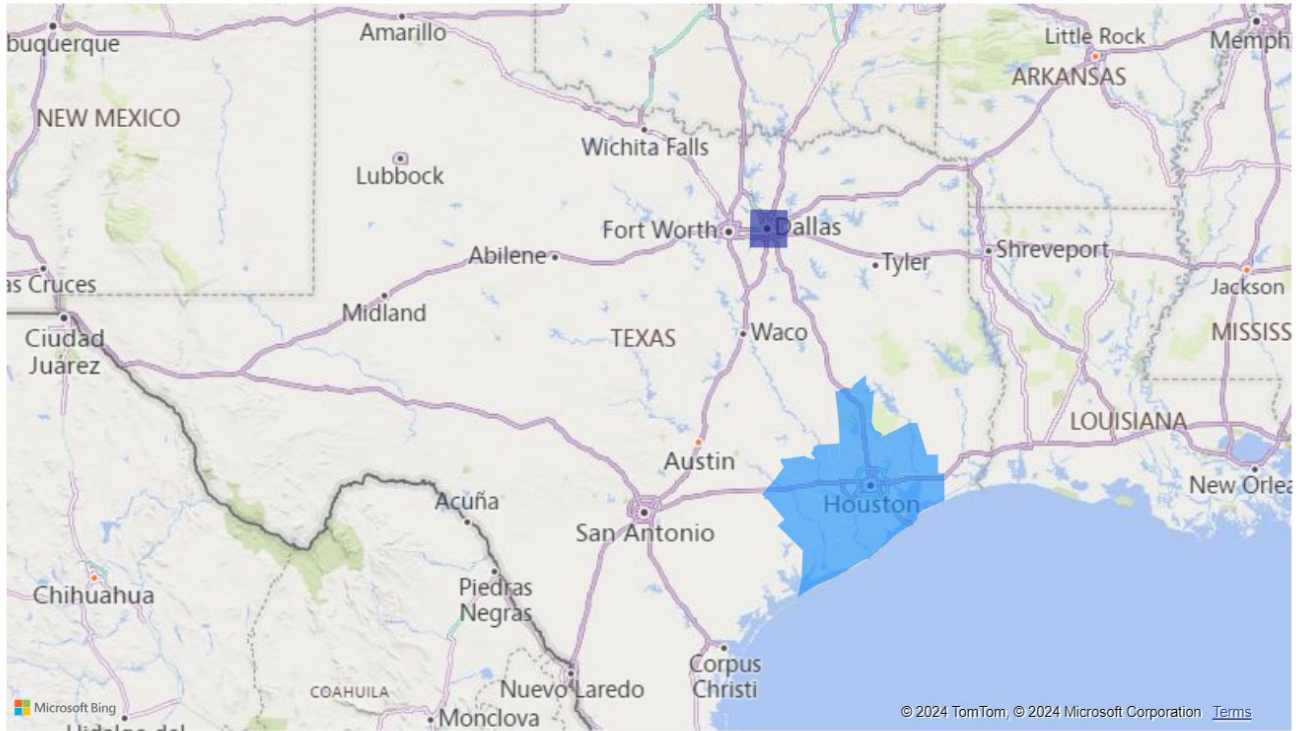 Amarillo
buquerque
Little Rock
Memph
ARKANSAS
NEW MEXICO
Wichita Falls
Lubbock
Fort Worth
Dallas
Abilene
Tyler
Shreveport
as Cruces
Jackson
Midland
Ciudad
Juárez
TEXAS
Waco
MISSISS
LOUISIANA
Austin
Acuña
Houston
New Orlea
San Antonio
Chihuahua
Piedras
Negras
Corpus
Christi
COAHUILA
Nuevo Laredo
Microsoft Bing
Monclova
© 2024 TomTom, © 2024 Microsoft Corporation Terms